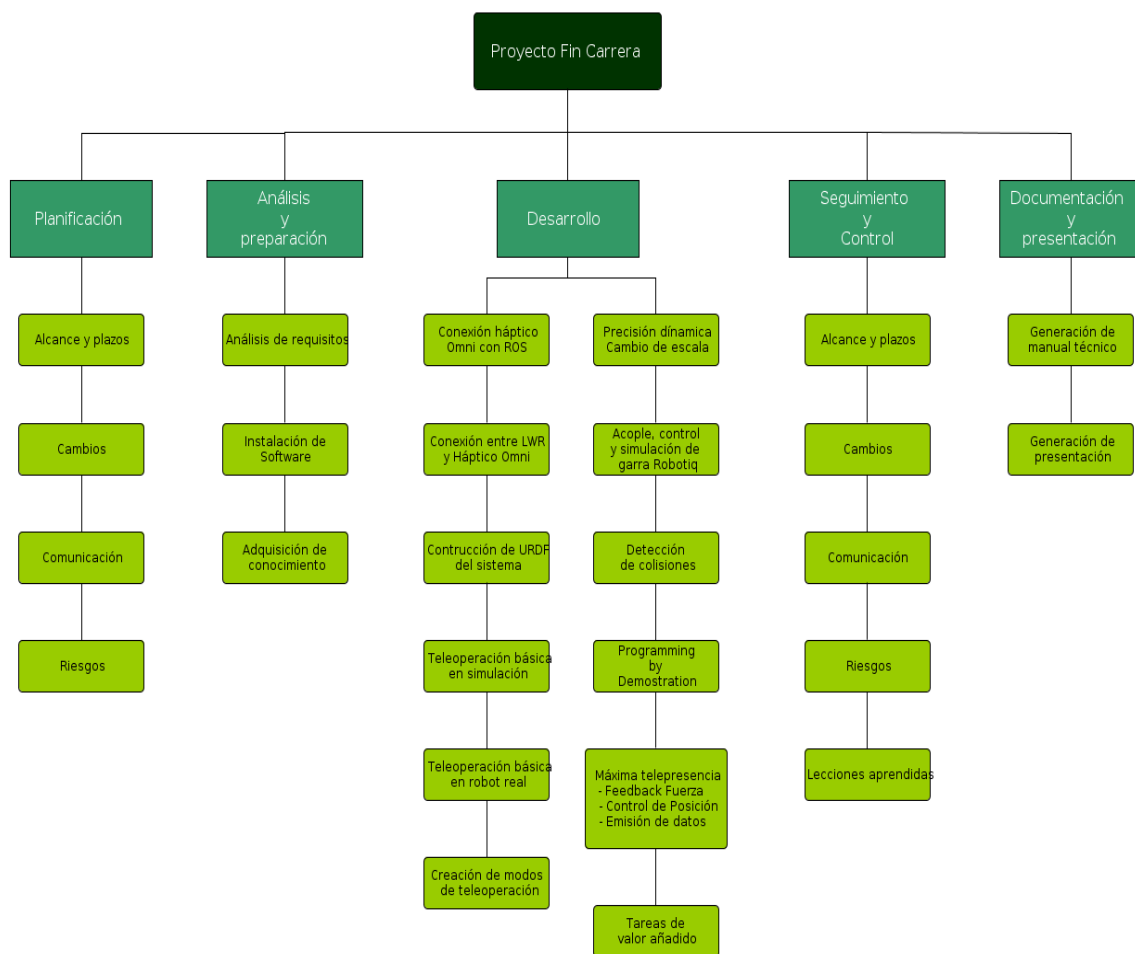 Proyecto Fin Carrera
Planificación
Análisis
y
preparación
Desarrollo
Seguimiento
y
Control
Documentación
y
presentación
Alcance y plazos
Cambios
Comunicación
Riesgos
Análisis de requisitos
Instalación de
Software
Adquisición de
conocimiento
Conexión háptico
Omni con ROS
Conexión entre LWR
y Háptico Omni
Contrucción de URDF
del sistema
Teleoperación básica
en simulación
Teleoperación básica
en robot real
Creación de modos
de teleoperación
Precisión dínamica
Cambio de escala
Acople, control
y simulación de
garra Robotiq
Detección
de colisiones
Programming
by
Demostration
Máxima telepresencia
- Feedback Fuerza
- Control de Posición
- Emisión de datos
Tareas de
valor añadido
Alcance y plazos
Cambios
Comunicación
Riesgos
Lecciones aprendidas
Generación de
manual técnico
Generación de
presentación